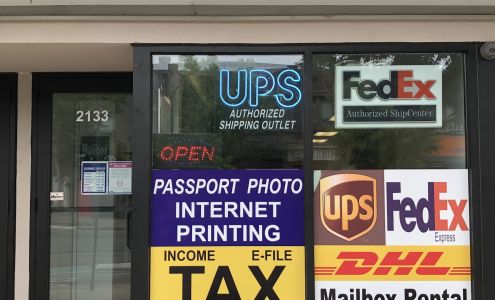 2133
Mailbox
UPS
AUTHORIZED
SHIPPING OUTLET
OPEN
FedEx
Authorized ShipCenter
PASSPORT PHOTO
INTERNET
PRINTING
INCOME E-FILE
TAX
ups
FedEx
Express
DHL
Mailbox Rental